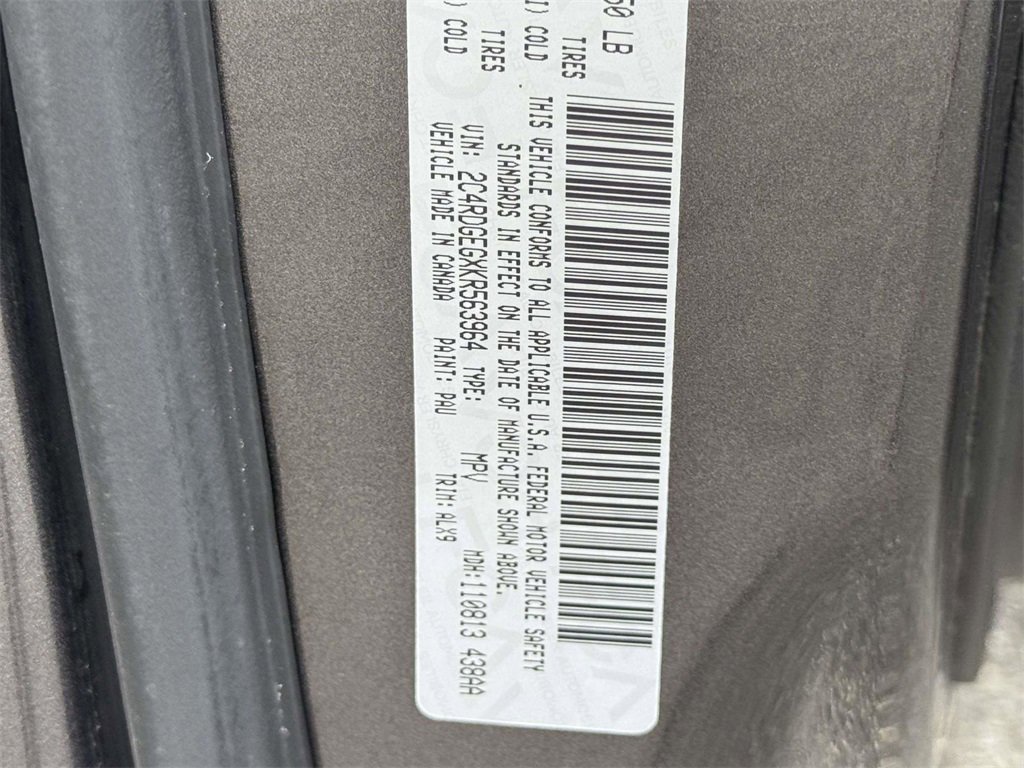 50 LB
TIRES
I) COLD
TIRES
) COLD
THIS VEHICLE CONFORMS TO ALL APPLICABLE U.S.A. FEDERAL MOTOR VEHICLE SAFETY
STANDARDS IN EFFECT ON THE DATE OF MANUFACTURE SHOWN ABOVE.
VIN: 2C4RDGEGXKR563964 TYPE: MPV MDH:110813 438AA
VEHICLE MADE IN CANADA PAINT: PAU TRIM:ALX9